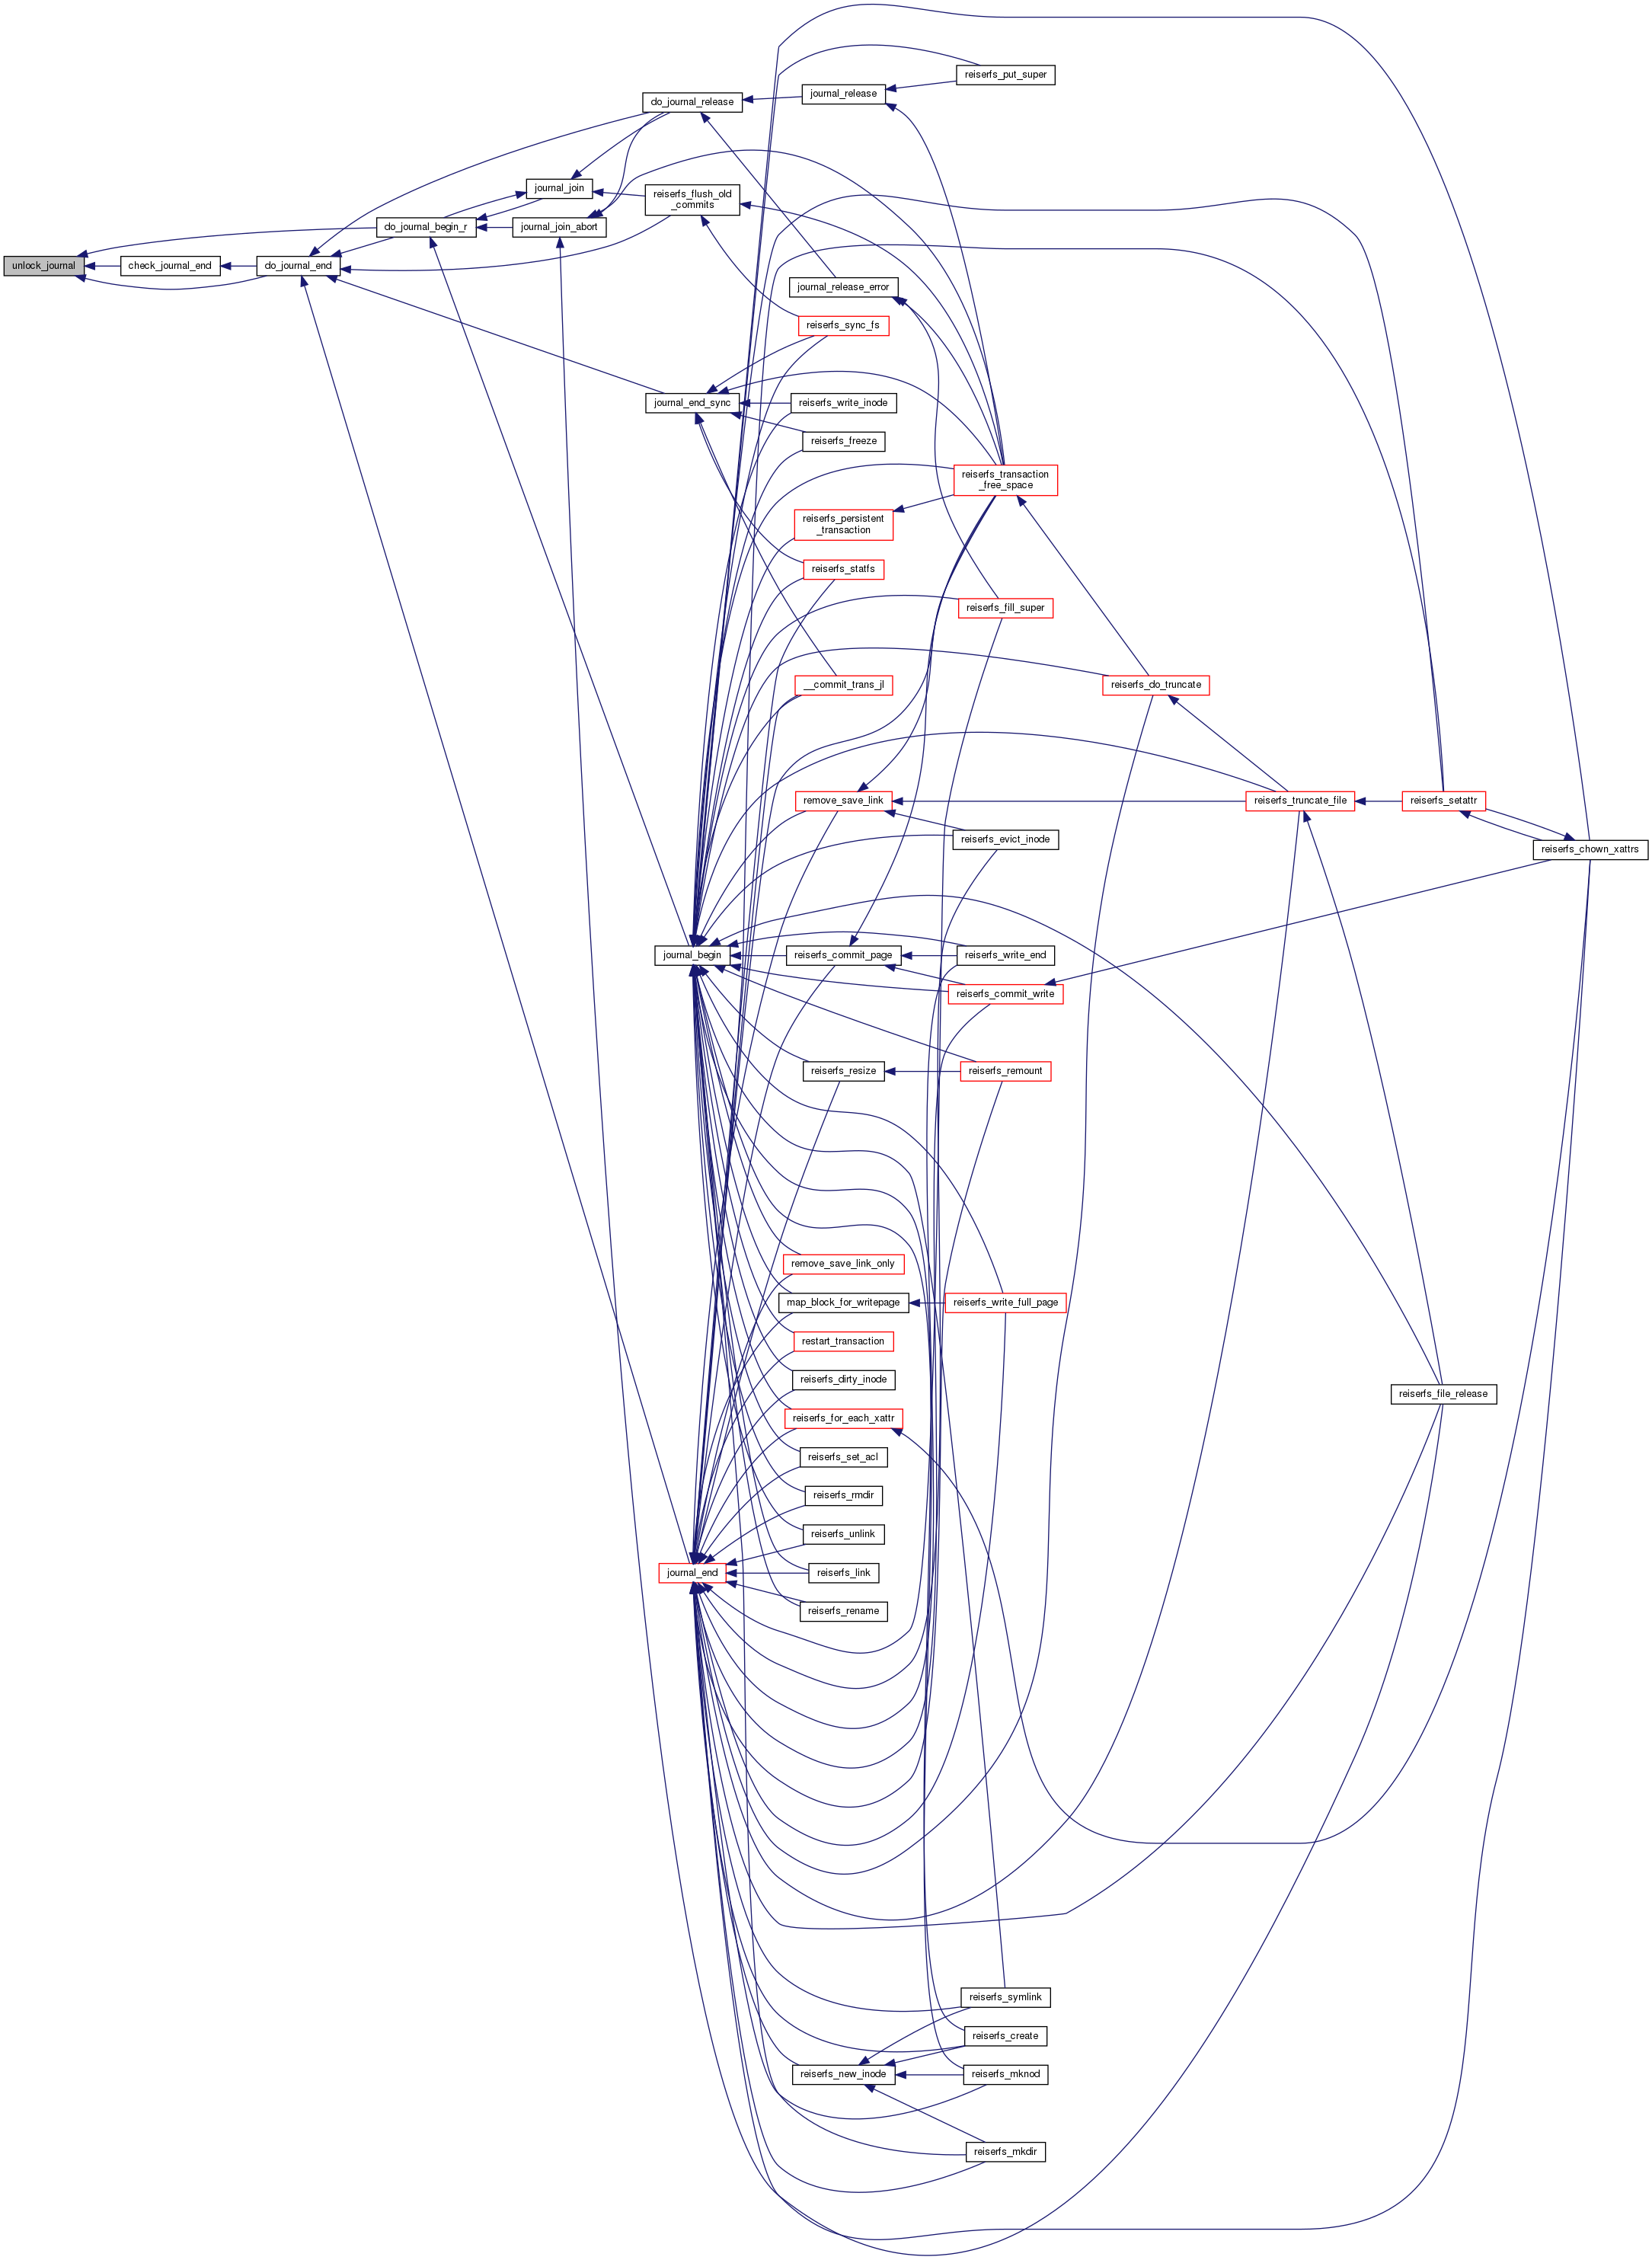 reiserfs_put_super
journal_release
do_journal_release
journal_join
reiserfs_flush_old
_commits
do_journal_begin_r
journal_join_abort
unlock_journal
check_journal_end
do_journal_end
journal_release_error
reiserfs_sync_fs
journal_end_sync
reiserfs_write_inode
reiserfs_freeze
reiserfs_transaction
_free_space
reiserfs_persistent
_transaction
reiserfs_statfs
reiserfs_fill_super
__commit_trans_jl
reiserfs_do_truncate
remove_save_link
reiserfs_truncate_file
reiserfs_setattr
reiserfs_evict_inode
reiserfs_chown_xattrs
journal_begin
reiserfs_commit_page
reiserfs_write_end
reiserfs_commit_write
reiserfs_resize
reiserfs_remount
remove_save_link_only
map_block_for_writepage
reiserfs_write_full_page
restart_transaction
reiserfs_dirty_inode
reiserfs_file_release
reiserfs_for_each_xattr
reiserfs_set_acl
reiserfs_rmdir
reiserfs_unlink
journal_end
reiserfs_link
reiserfs_rename
reiserfs_symlink
reiserfs_create
reiserfs_new_inode
reiserfs_mknod
reiserfs_mkdir